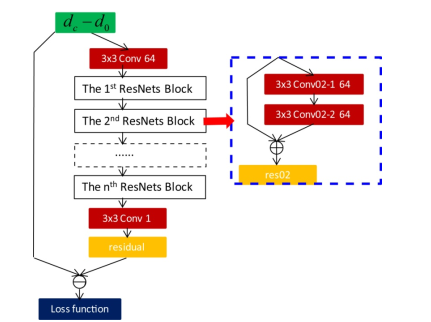 d_c − d_0
3x3 Conv 64
The 1st ResNets Block
The 2nd ResNets Block
......
The nth ResNets Block
3x3 Conv 1
residual
Loss function
3x3 Conv02-1 64
3x3 Conv02-2 64
res02